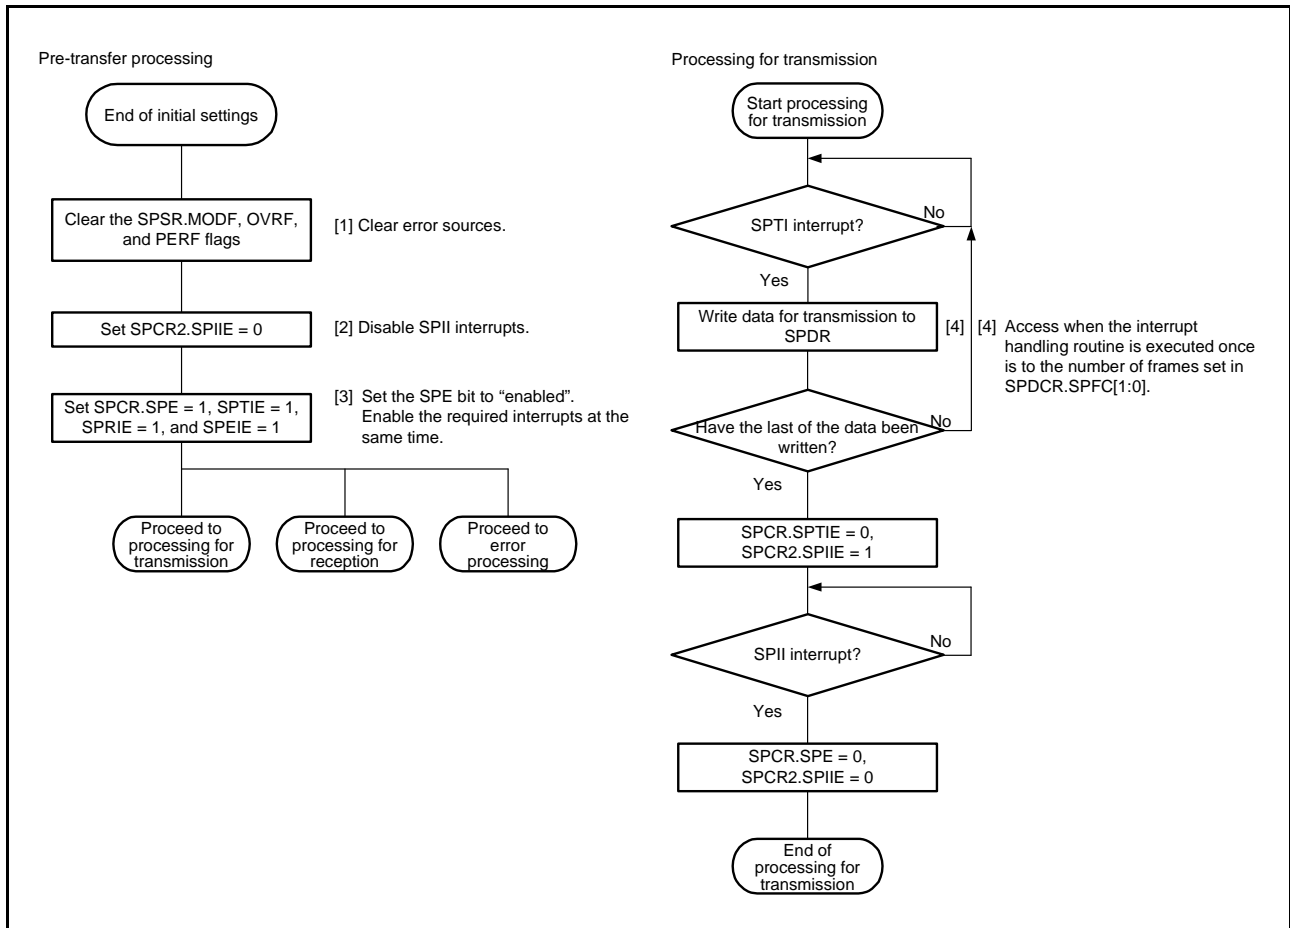 Pre-transfer processing
End of initial settings
Clear the SPSR.MODF, OVRF,
and PERF flags
[1] Clear error sources.
Set SPCR2.SPIIE = 0
[2] Disable SPII interrupts.
Set SPCR.SPE = 1, SPTIE = 1,
SPRIE = 1, and SPEIE = 1
[3] Set the SPE bit to “enabled”.
Enable the required interrupts at the
same time.
Proceed to
processing for
transmission
Proceed to
processing for
reception
Proceed to
error
processing
Processing for transmission
Start processing
for transmission
SPTI interrupt?
No
Yes
Write data for transmission to
SPDR
[4]
[4] Access when the interrupt
handling routine is executed once
is to the number of frames set in
SPDCR.SPFC[1:0].
Have the last of the data been
written?
No
Yes
SPCR.SPTIE = 0,
SPCR2.SPIIE = 1
SPII interrupt?
No
Yes
SPCR.SPE = 0,
SPCR2.SPIIE = 0
End of
processing for
transmission